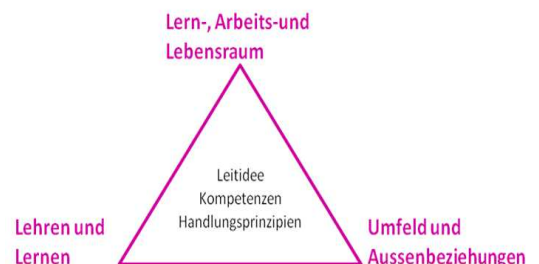 Lern-, Arbeits-und
Lebensraum
Leitidee
Kompetenzen
Handlungsprinzipien
Lehren und
Lernen
Umfeld und
Aussenbeziehungen